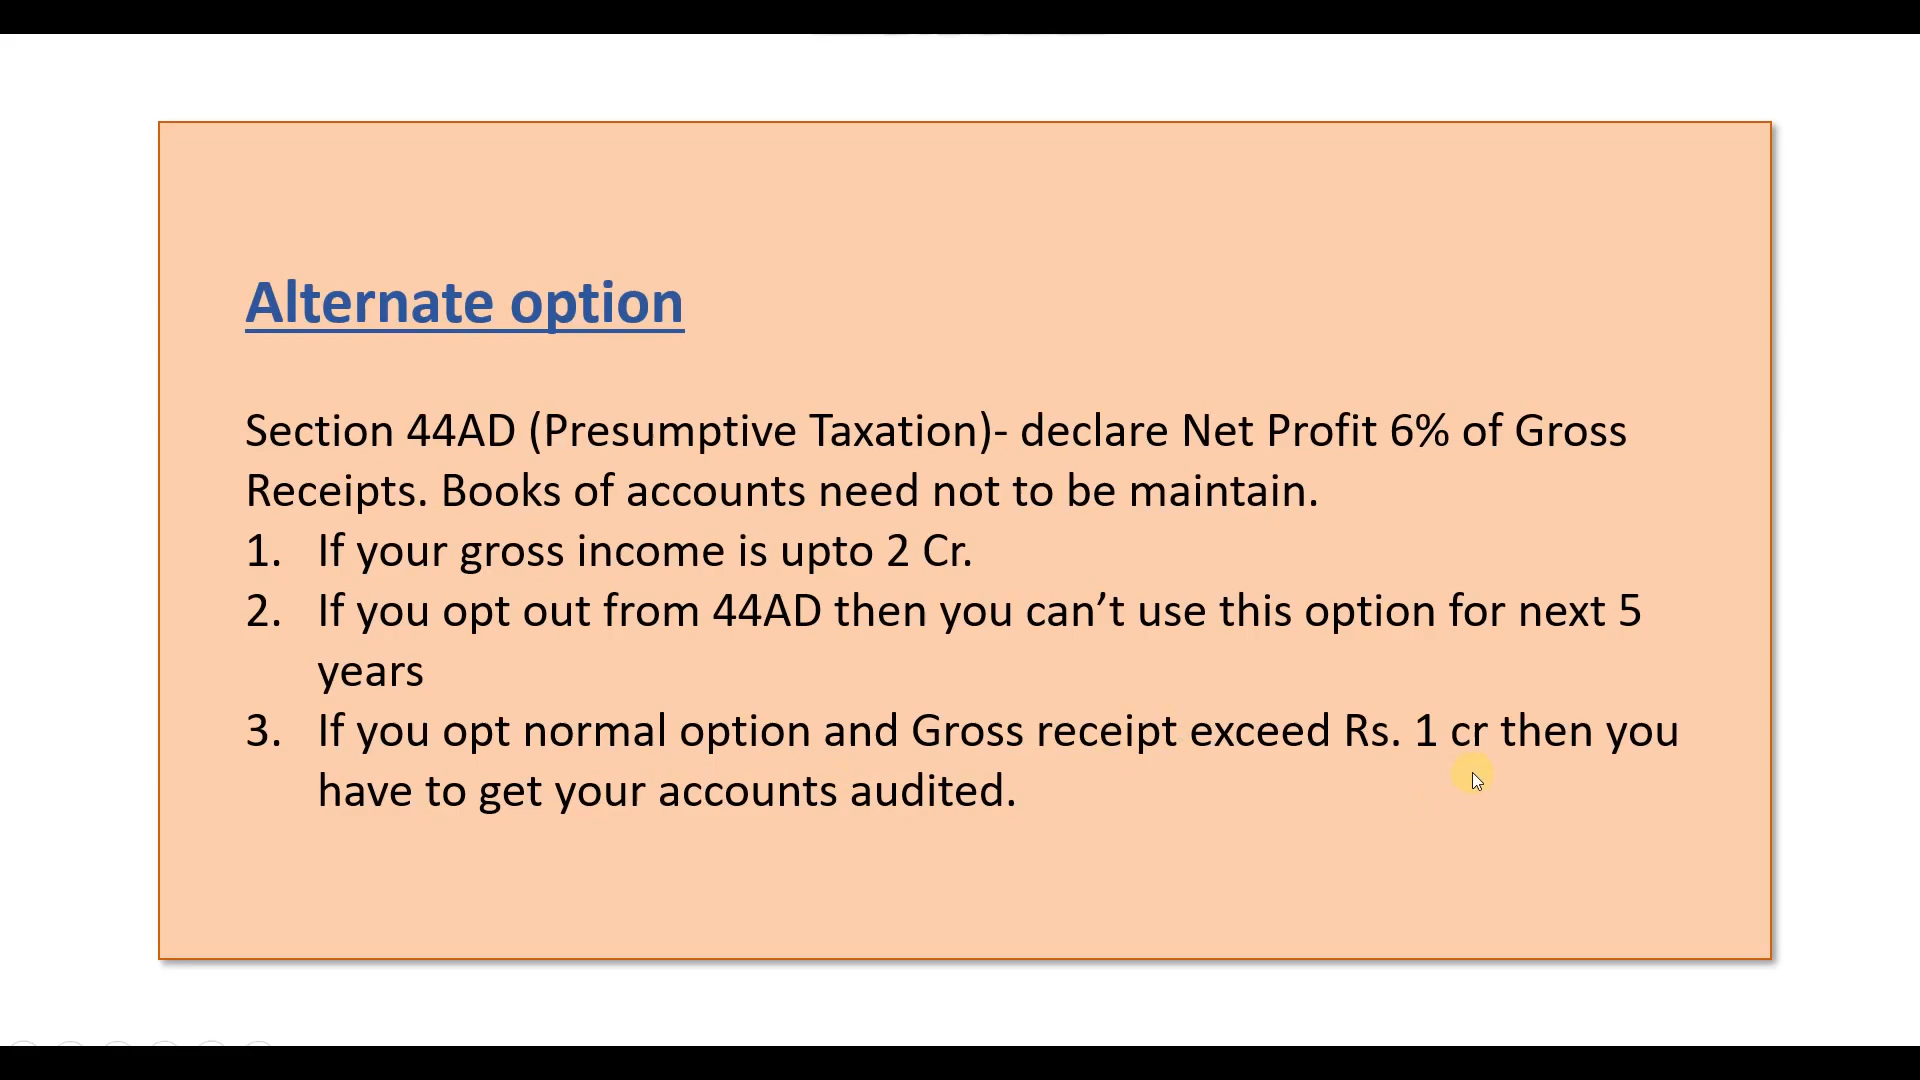 Alternate option
Section 44AD (Presumptive Taxation)- declare Net Profit 6% of Gross
Receipts. Books of accounts need not to be maintain.
1. If your gross income is upto 2 Cr.
2. If you opt out from 44AD then you can’t use this option for next 5
years
3. If you opt normal option and Gross receipt exceed Rs. 1 cr then you
have to get your accounts audited.